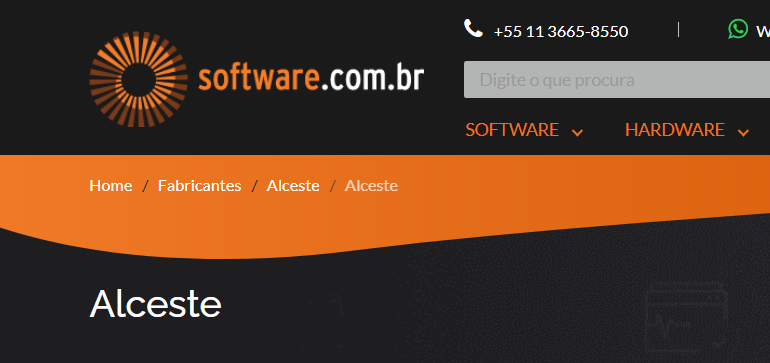 +55 11 3665-8550 W
software.com.br
Digite o que procura
SOFTWARE HARDWARE
Home / Fabricantes / Alceste / Alceste
Alceste